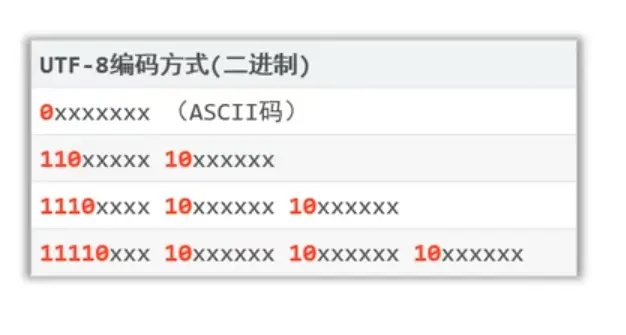 UTF-8编码方式(二进制)
0xxxxxxx （ASCII码）
110xxxxx 10xxxxxx
1110xxxx 10xxxxxx 10xxxxxx
11110xxx 10xxxxxx 10xxxxxx 10xxxxxx